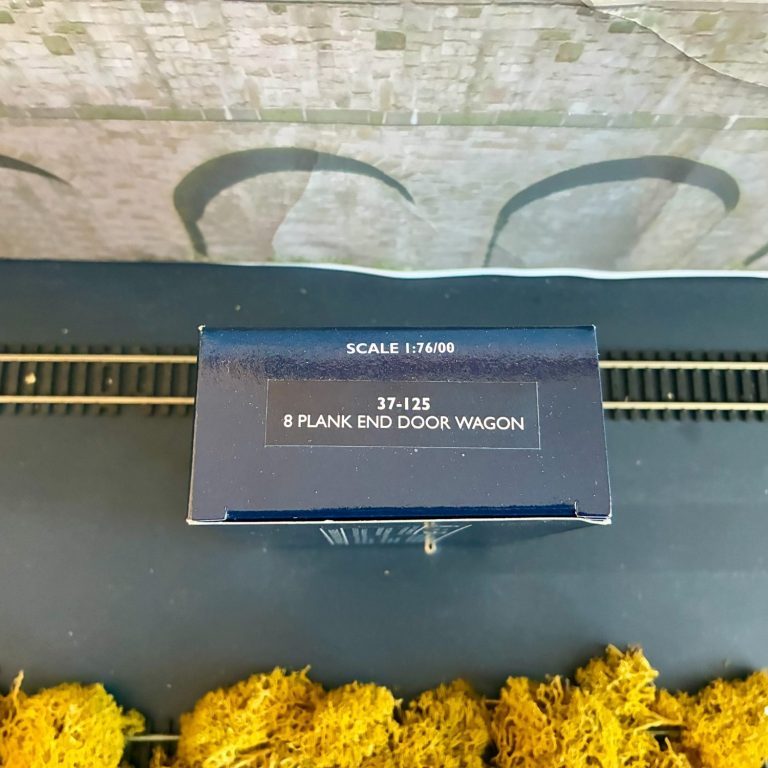 SCALE 1:76/00
37-125
8 PLANK END DOOR WAGON